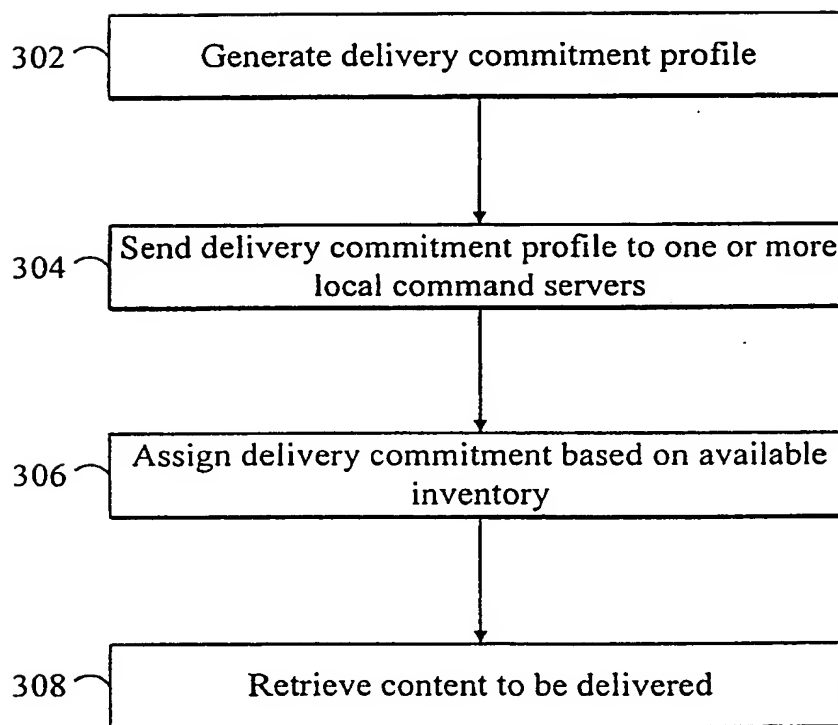 302 Generate delivery commitment profile
304 Send delivery commitment profile to one or more
local command servers
306 Assign delivery commitment based on available
inventory
308 Retrieve content to be delivered